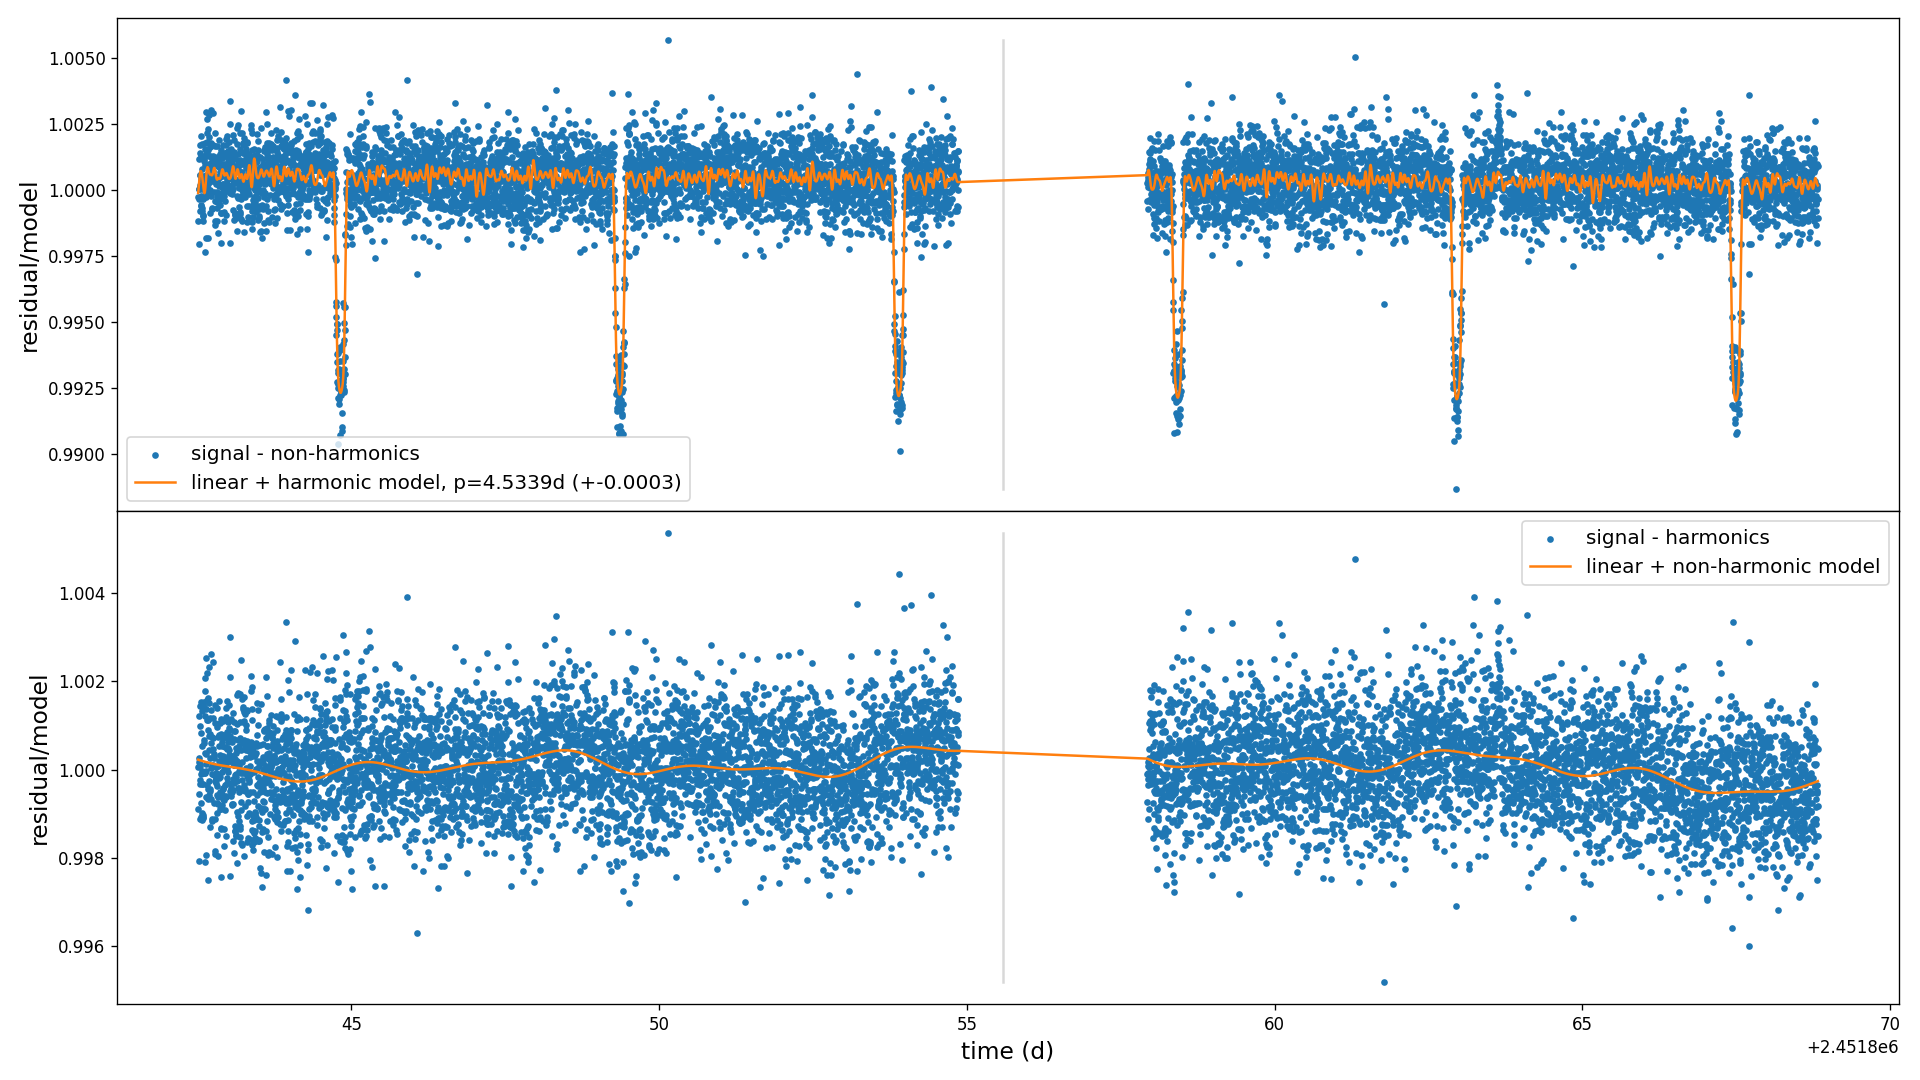 1.0050
1.0025
1.0000
0.9975
0.9950
0.9925
0.9900
residual/model
signal - non-harmonics
linear + harmonic model, p=4.5339d (+-0.0003)
signal - harmonics
linear + non-harmonic model
1.004
1.002
1.000
0.998
0.996
residual/model
45 50 55 60 65 70
time (d)
+2.4518e6